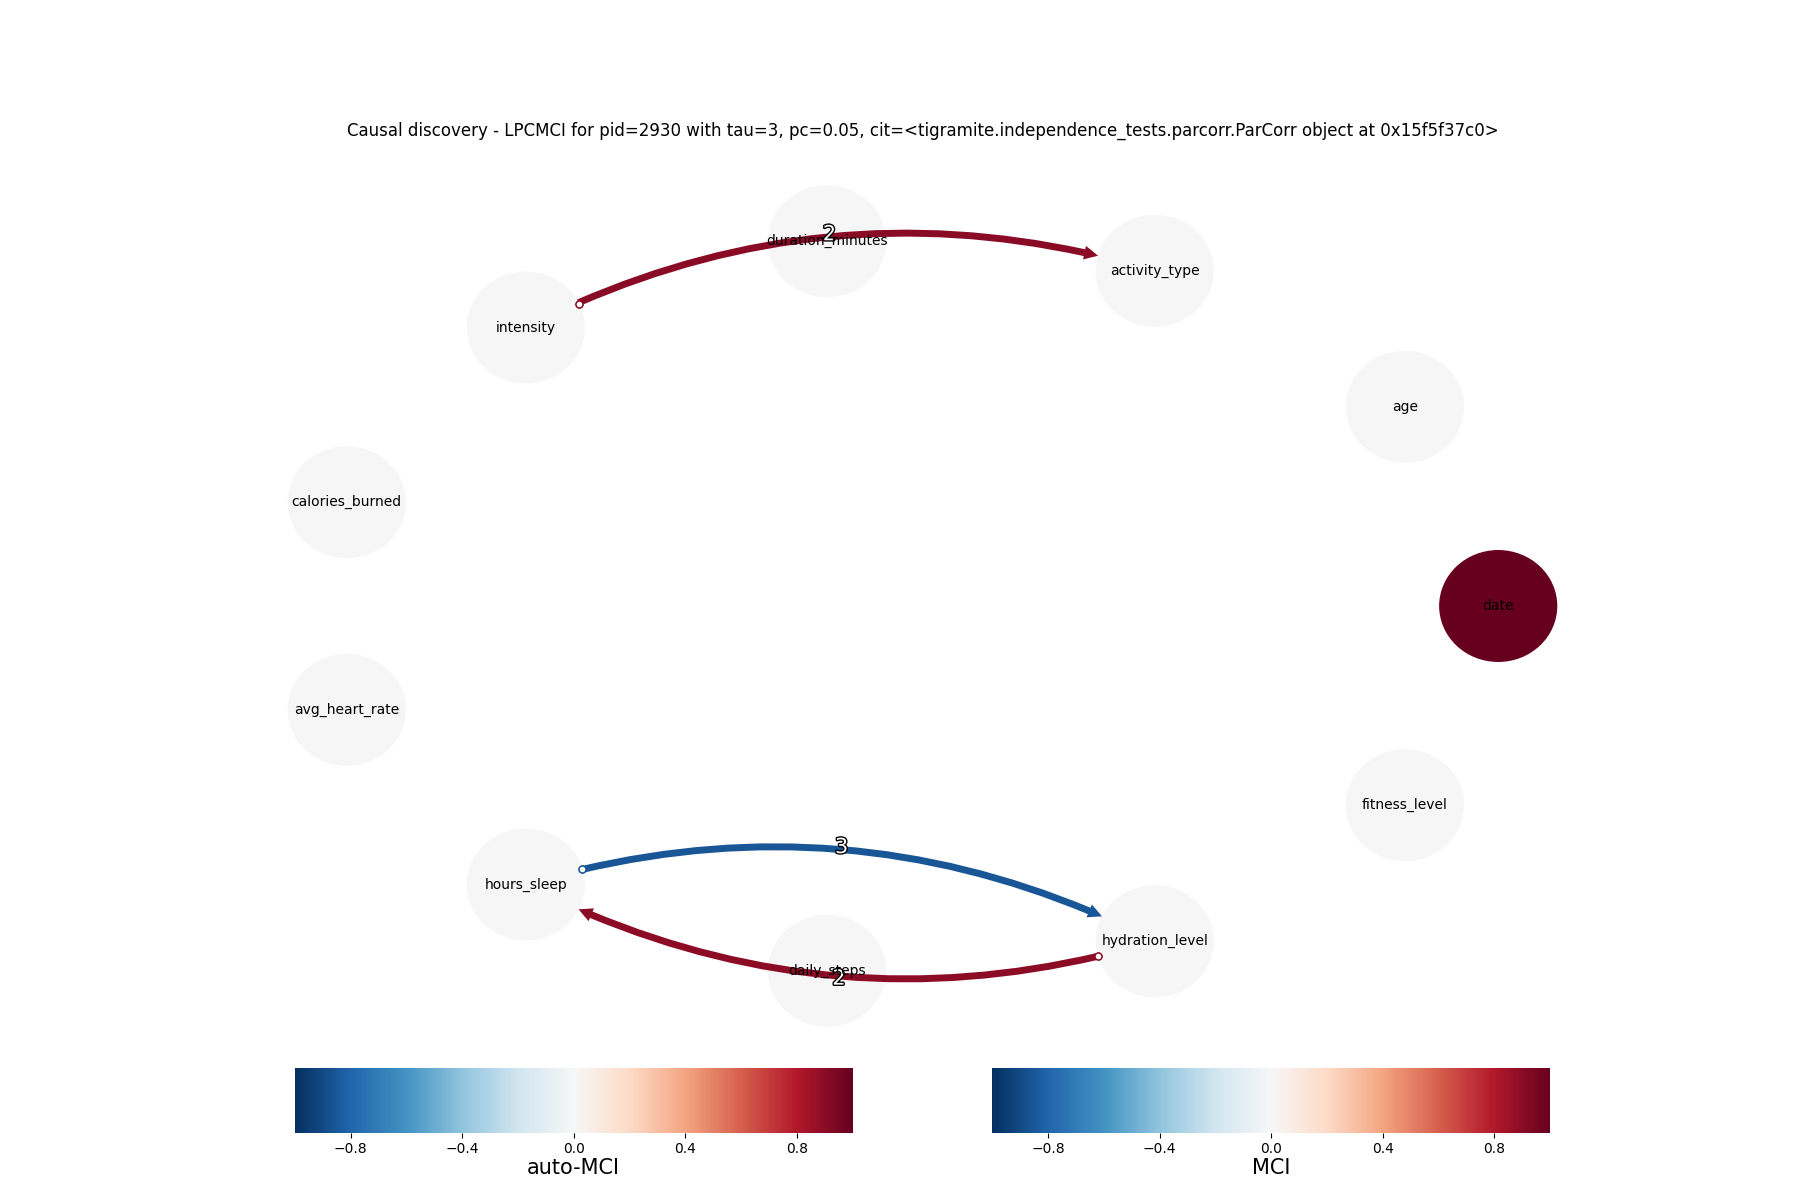 Causal discovery - LPCMCI for pid=2930 with tau=3, pc=0.05, cit=<tigramite.independence_tests.parcorr.ParCorr object at 0x15f5f37c0>
2
duration_minutes
activity_type
intensity
age
calories_burned
date
avg_heart_rate
fitness_level
3
hours_sleep
hydration_level
daily_steps
2
−0.8 −0.4 0.0 0.4 0.8
auto-MCI
−0.8 −0.4 0.0 0.4 0.8
MCI